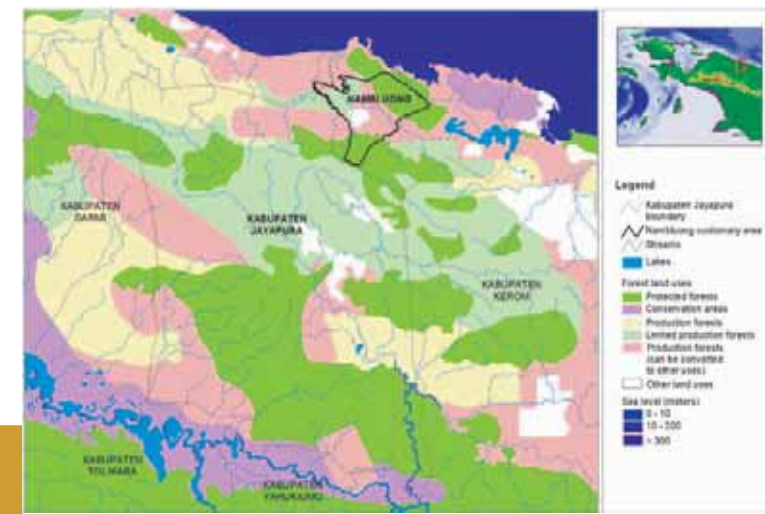 NAMBLONG
KABUPATEN
SARMI
KABUPATEN
JAYAPURA
KABUPATEN
KEROM
KABUPATEN
TOLIKARA
KABUPATEN
YAHUKIMO
Legend
Kabupaten Jayapura
boundary
Nambluong customary area
Streams
Lakes
Forest land uses
Protected forests
Conservation areas
Production forests
Limited production forests
Production forests
(can be converted
to other uses)
Other land uses
Sea level (meters)
0 - 10
10 - 200
> 300